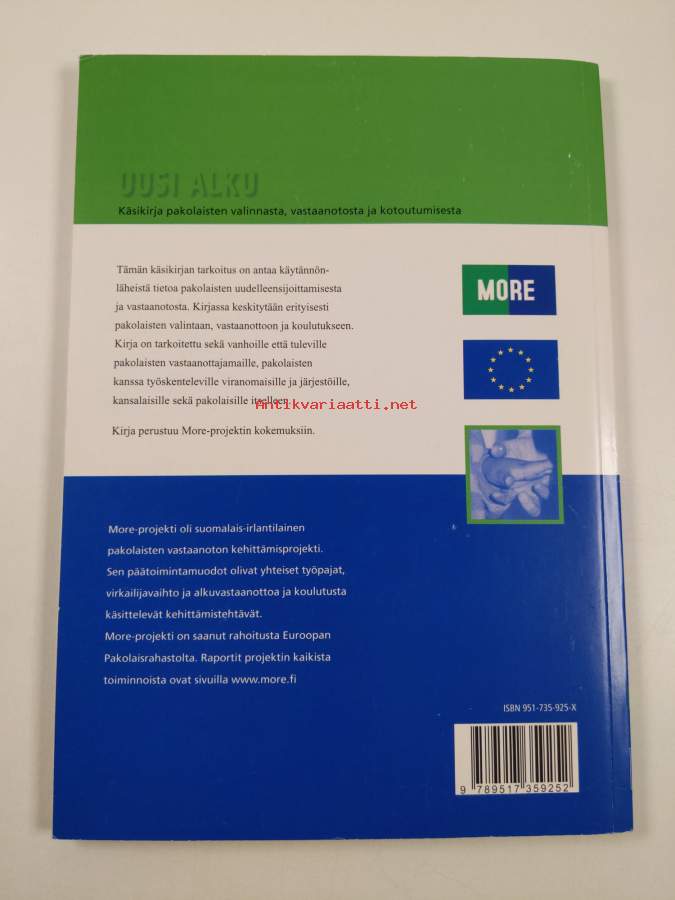 UUSI ALKU
Käsikirja pakolaisten valinnasta, vastaanotosta ja kotoutumisesta
Tämän käsikirjan tarkoitus on antaa käytännön-
läheistä tietoa pakolaisten uudelleensijoittamisesta
ja vastaanotosta. Kirjassa keskitytään erityisesti
pakolaisten valintaan, vastaanottoon ja koulutukseen.
Kirja on tarkoitettu sekä vanhoille että tuleville
pakolaisten vastaanottajamaille, pakolaisten
kanssa työskenteleville viranomaisille ja järjestöille,
kansalaisille sekä pakolaisille itselleen.
Antikvariaatti.net
Kirja perustuu More-projektin kokemuksiin.
MORE
More-projekti oli suomalais-irlantilainen
pakolaisten vastaanoton kehittämisprojekti.
Sen päätoimintamuodot olivat yhteiset työpajat,
virkailijavaihto ja alkuvastaanottoa ja koulutusta
käsittelevät kehittämistehtävät.
More-projekti on saanut rahoitusta Euroopan
Pakolaisrahastolta. Raportit projektin kaikista
toiminnoista ovat sivuilla www.more.fi
ISBN 951-735-925-X
9 789517 359252